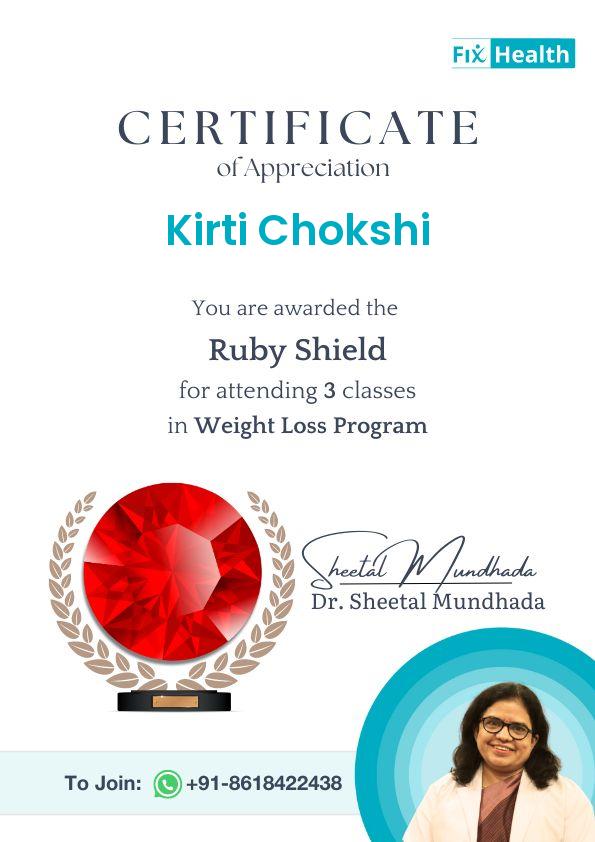 Fix Health
CERTIFICATE
of Appreciation
Kirti Chokshi
You are awarded the
Ruby Shield
for attending 3 classes
in Weight Loss Program
Sheetal Mundhada
Dr. Sheetal Mundhada
To Join: +91-8618422438